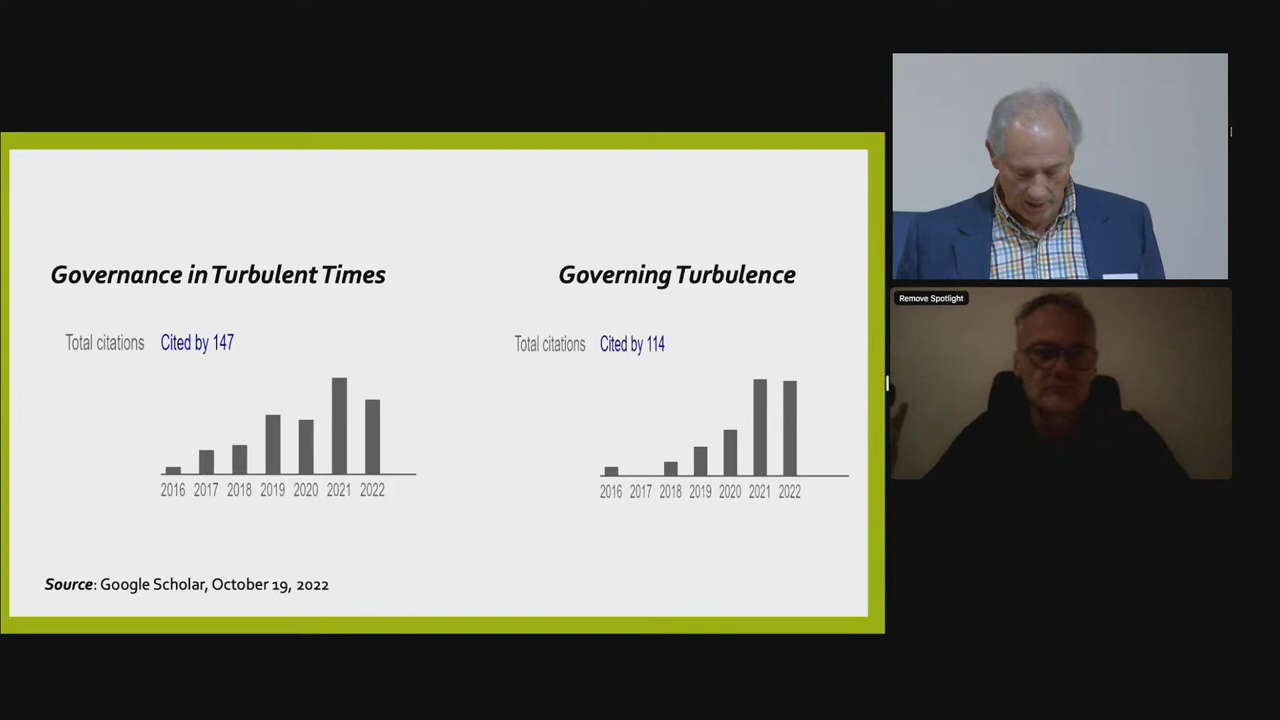 Governance in Turbulent Times
Governing Turbulence
Total citations Cited by 147
Total citations Cited by 114
2016 2017 2018 2019 2020 2021 2022
2016 2017 2018 2019 2020 2021 2022
Source: Google Scholar, October 19, 2022
Remove Spotlight